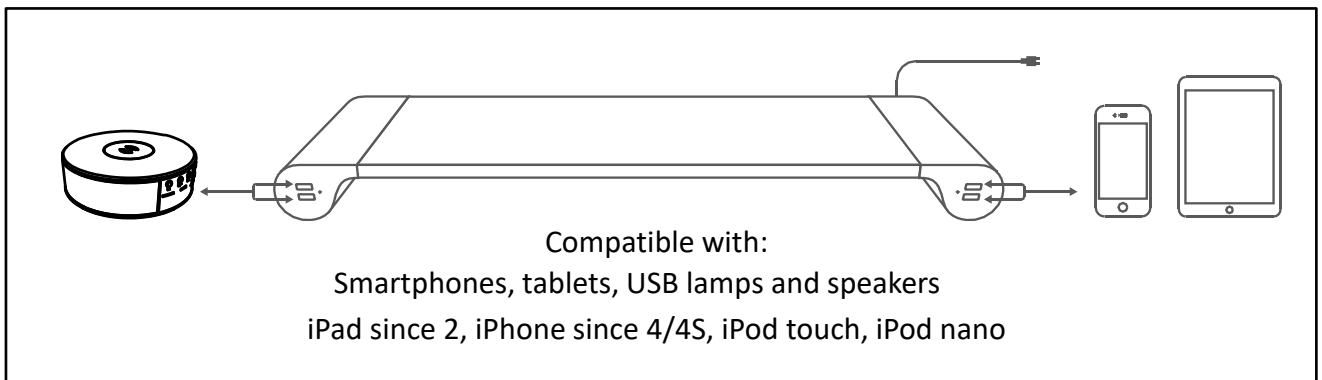 Compatible with:
Smartphones, tablets, USB lamps and speakers
iPad since 2, iPhone since 4/4S, iPod touch, iPod nano